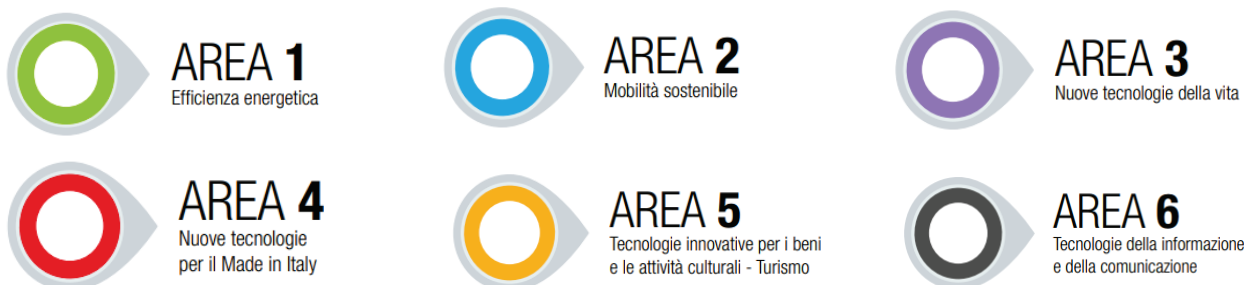 AREA 1
Efficienza energetica
AREA 2
Mobilità sostenibile
AREA 3
Nuove tecnologie della vita
AREA 4
Nuove tecnologie
per il Made in Italy
AREA 5
Tecnologie innovative per i beni
e le attività culturali - Turismo
AREA 6
Tecnologie della informazione
e della comunicazione